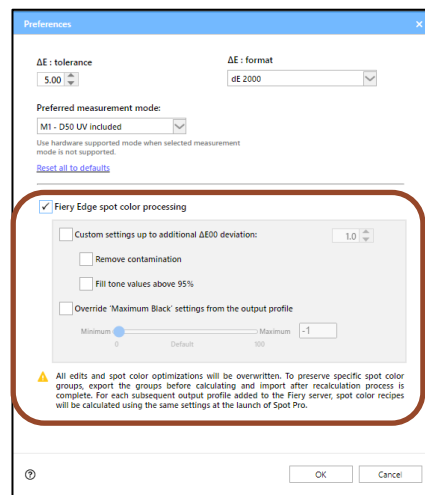 Preferences
ΔE : tolerance
ΔE : format
5.00
dE 2000
Preferred measurement mode:
M1 - D50 UV included
Use hardware supported mode when selected measurement
mode is not supported.
Reset all to defaults
Fiery Edge spot color processing
Custom settings up to additional ΔE00 deviation:
1.0
Remove contamination
Fill tone values above 95%
Override 'Maximum Black' settings from the output profile
Minimum
Maximum
-1
0
Default
100
All edits and spot color optimizations will be overwritten. To preserve specific spot color
groups, export the groups before calculating and import after recalculation process is
complete. For each subsequent output profile added to the Fiery server, spot color recipes
will be calculated using the same settings at the launch of Spot Pro.
OK
Cancel